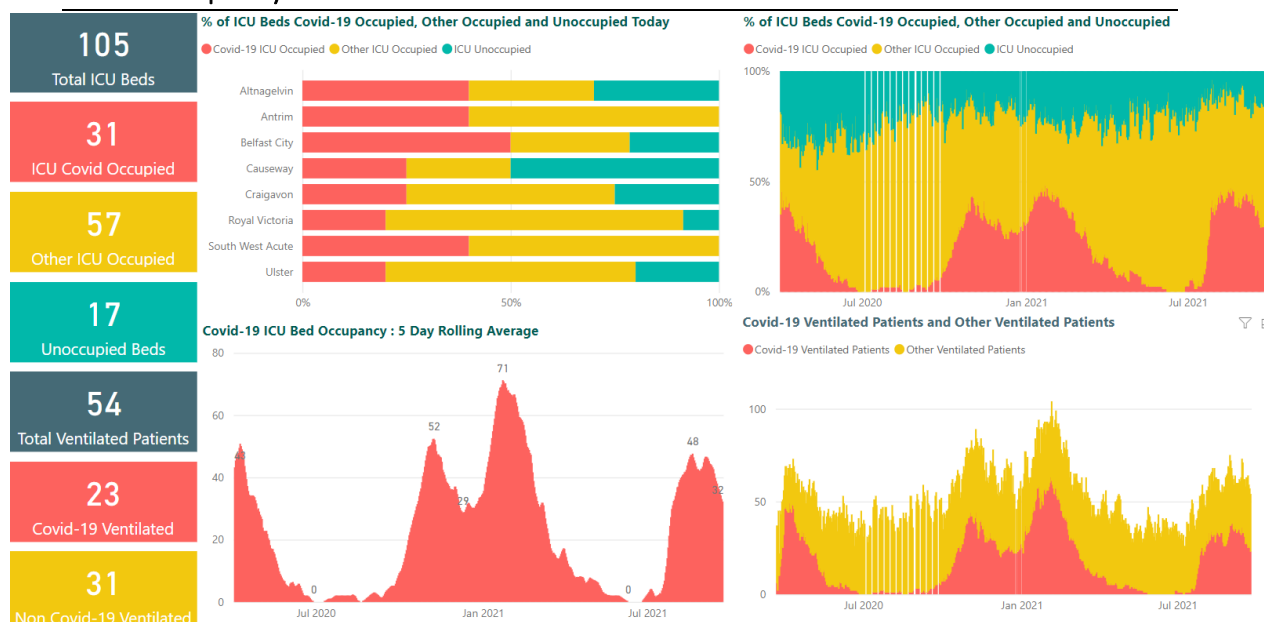 105
Total ICU Beds
31
ICU Covid Occupied
57
Other ICU Occupied
17
Unoccupied Beds
54
Total Ventilated Patients
23
Covid-19 Ventilated
31
Non Covid-19 Ventilated
% of ICU Beds Covid-19 Occupied, Other Occupied and Unoccupied Today
Covid-19 ICU Occupied Other ICU Occupied ICU Unoccupied
Altnagelvin
Antrim
Belfast City
Causeway
Craigavon
Royal Victoria
South West Acute
Ulster
0% 50% 100%
% of ICU Beds Covid-19 Occupied, Other Occupied and Unoccupied
Covid-19 ICU Occupied Other ICU Occupied ICU Unoccupied
100%
50%
0%
Jul 2020 Jan 2021 Jul 2021
Covid-19 ICU Bed Occupancy : 5 Day Rolling Average
80
60
40
20
0
43
0
52
29
71
0
48
32
Jul 2020 Jan 2021 Jul 2021
Covid-19 Ventilated Patients and Other Ventilated Patients
Covid-19 Ventilated Patients Other Ventilated Patients
100
50
0
Jul 2020 Jan 2021 Jul 2021